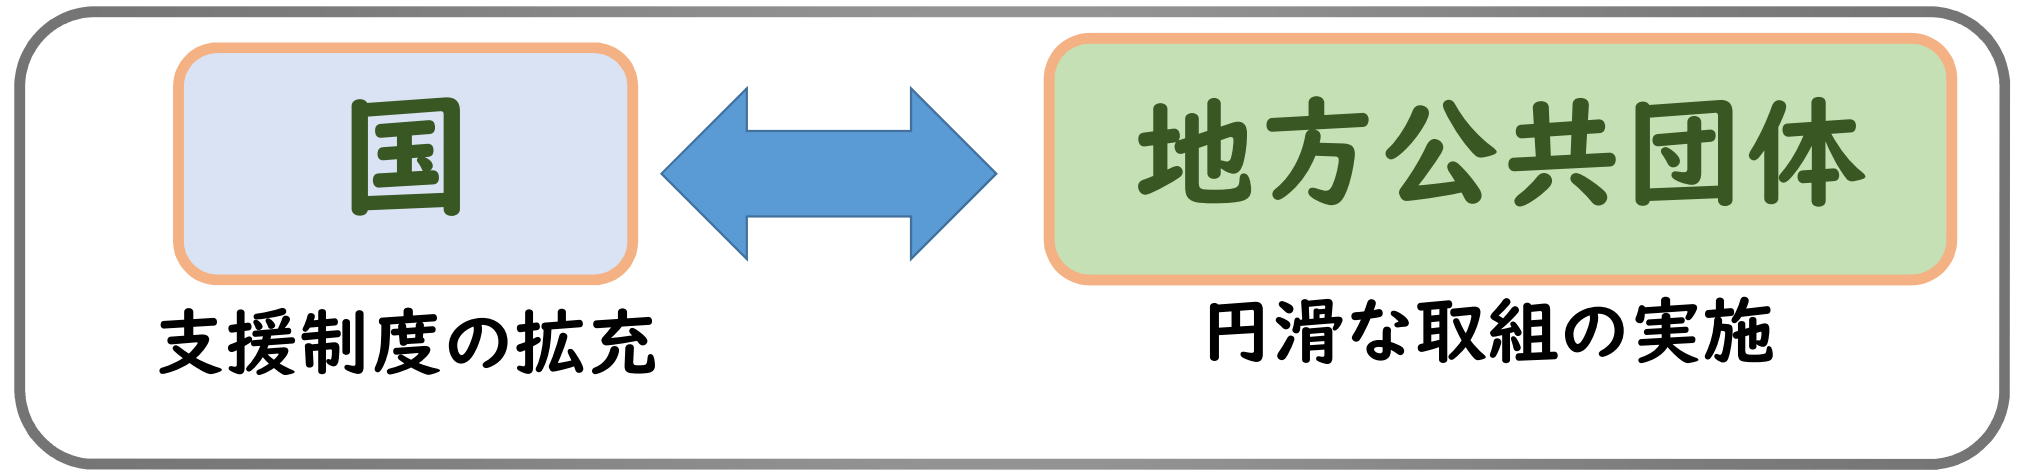 国
地方公共団体
支援制度の拡充
円滑な取組の実施